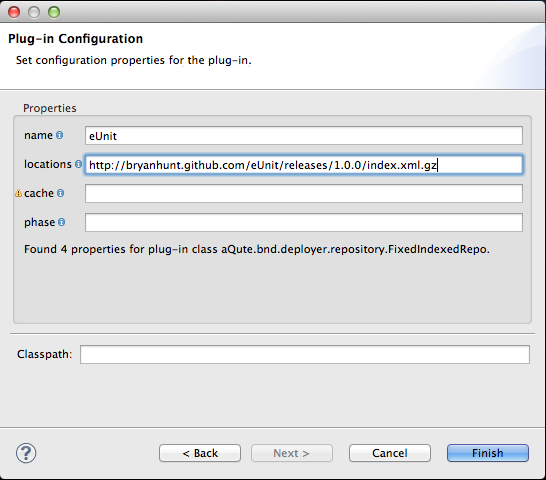 Plug-in Configuration
Set configuration properties for the plug-in.
Properties
name eUnit
locations http://bryanhunt.github.com/eUnit/releases/1.0.0/index.xml.gz
cache
phase
Found 4 properties for plug-in class aQute.bnd.deployer.repository.FixedIndexedRepo.
Classpath:
? < Back Next > Cancel Finish